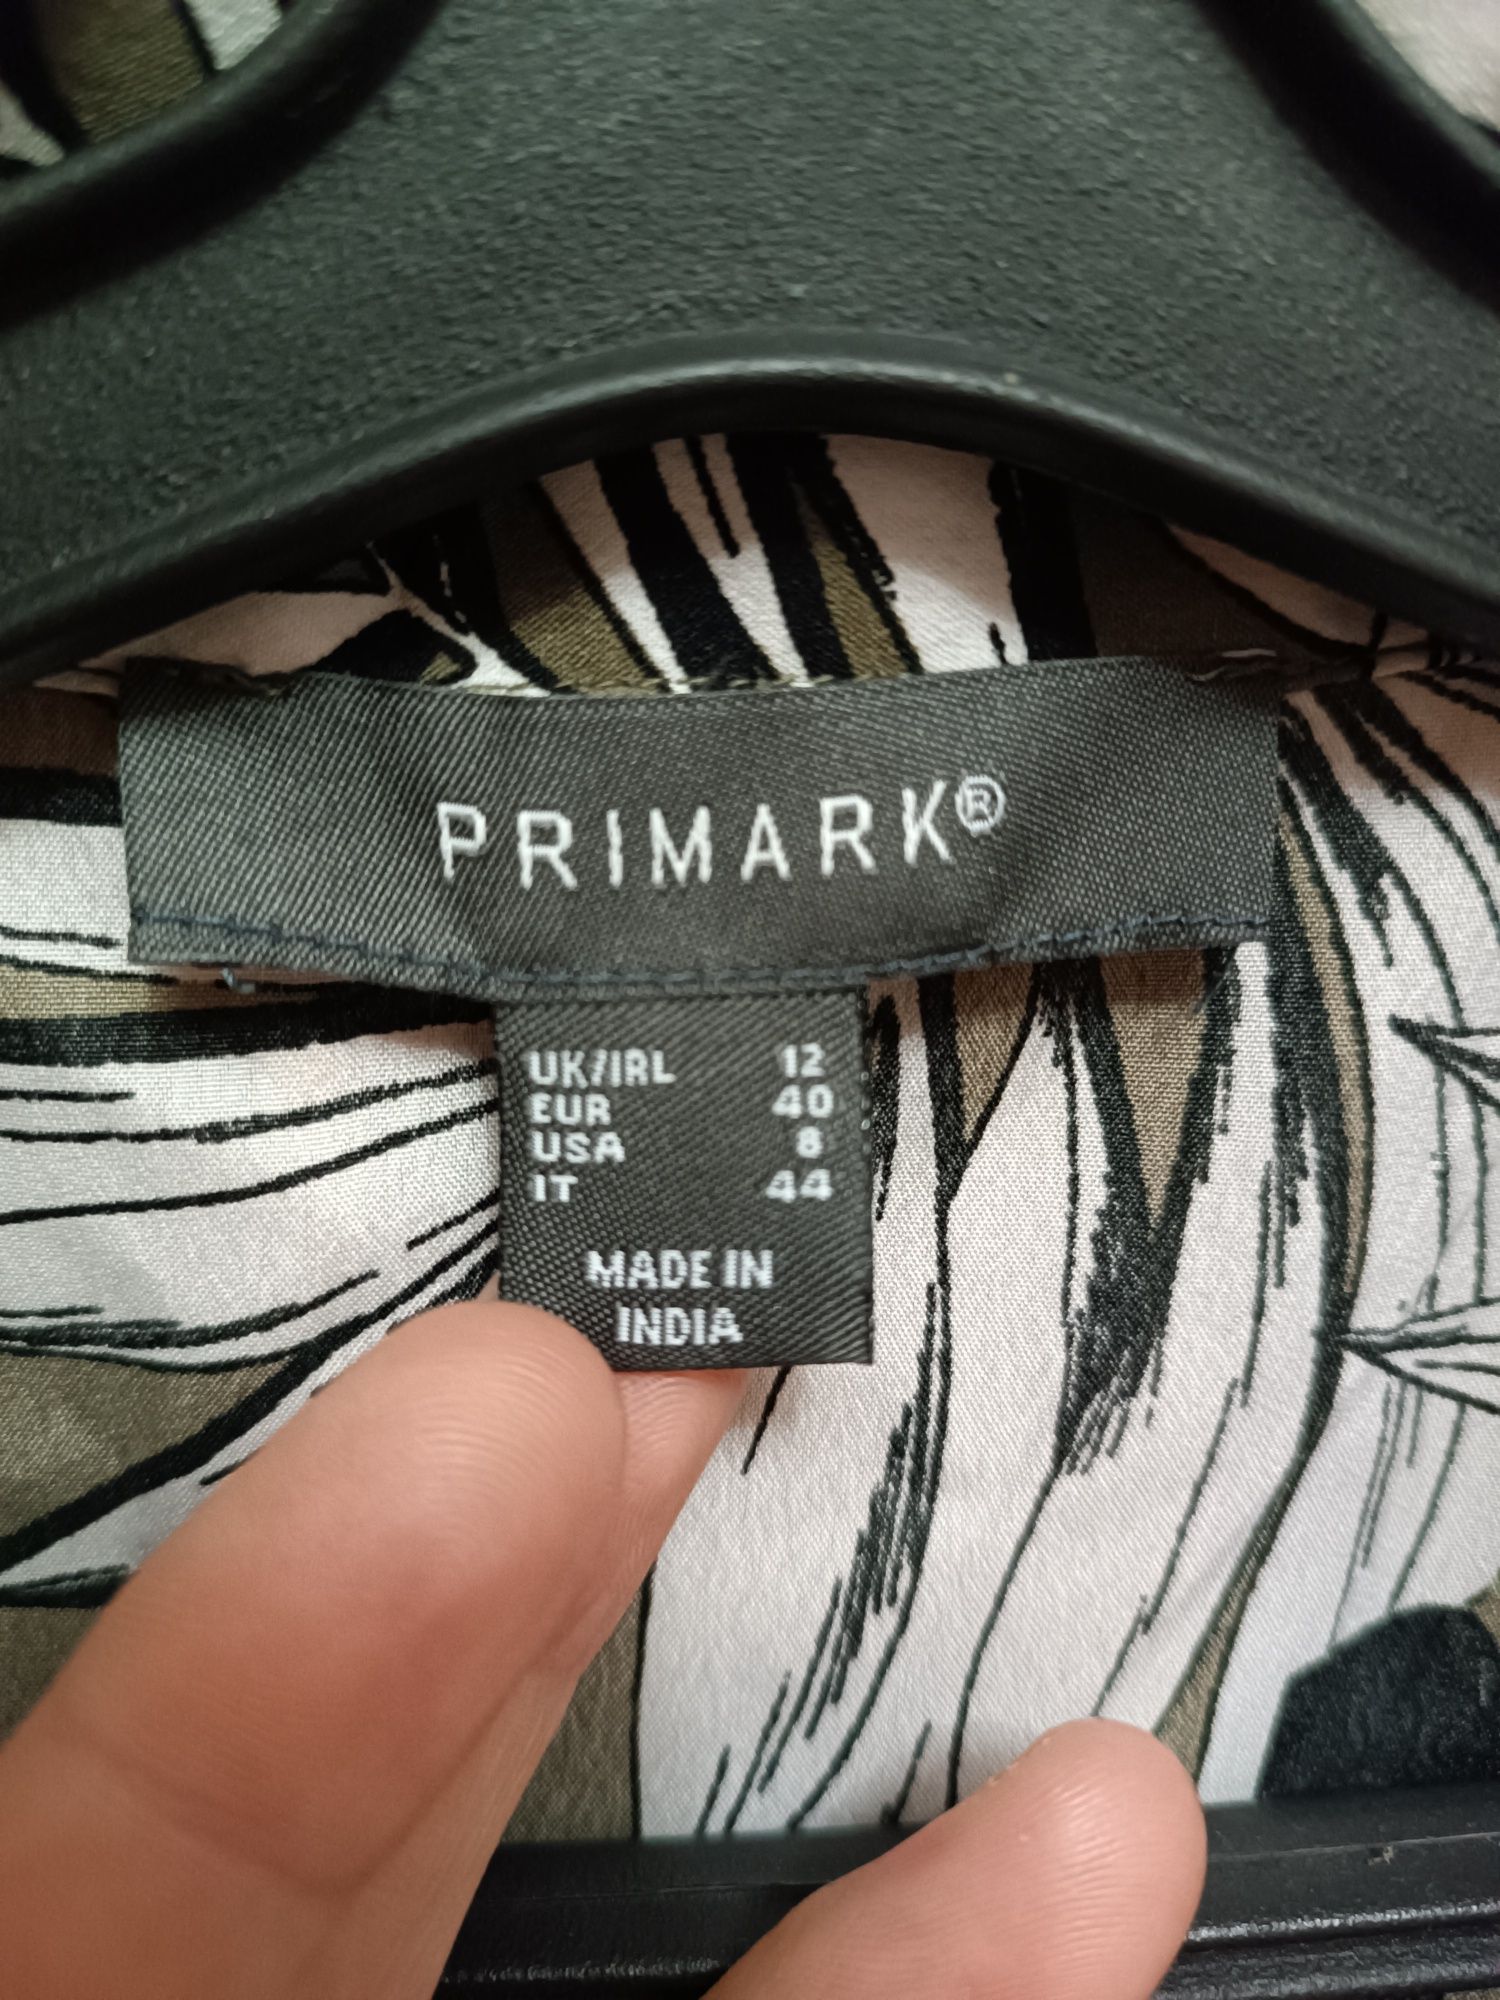 PRIMARK®
UK/IRL 12
EUR 40
USA 8
IT 44
MADE IN
INDIA